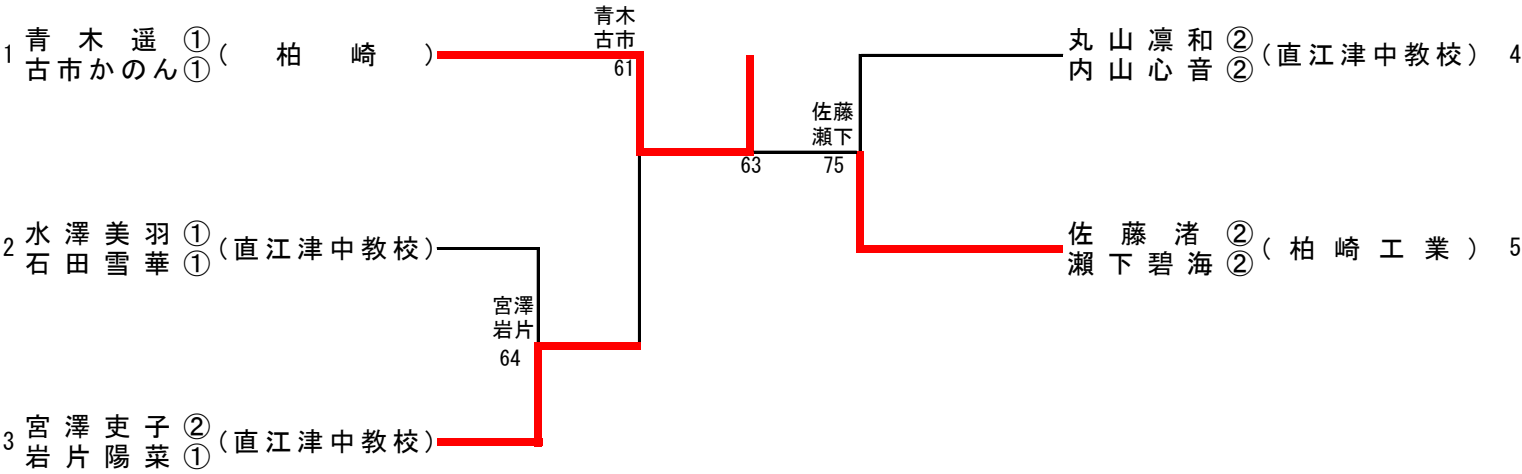 1 青木遥① (柏崎)
古市かのん①
青木
古市
61
2 水澤美羽① (直江津中教校)
石田雪華①
宮澤
岩片
64
3 宮澤吏子② (直江津中教校)
岩片陽菜①
63
佐藤
瀬下
75
丸山凛和② (直江津中教校) 4
内山心音②
佐藤渚② (柏崎工業) 5
瀬下碧海②